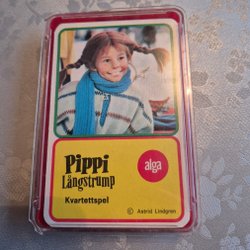 Pippi
Långstrump
alga
Kvartettspel
© Astrid Lindgren